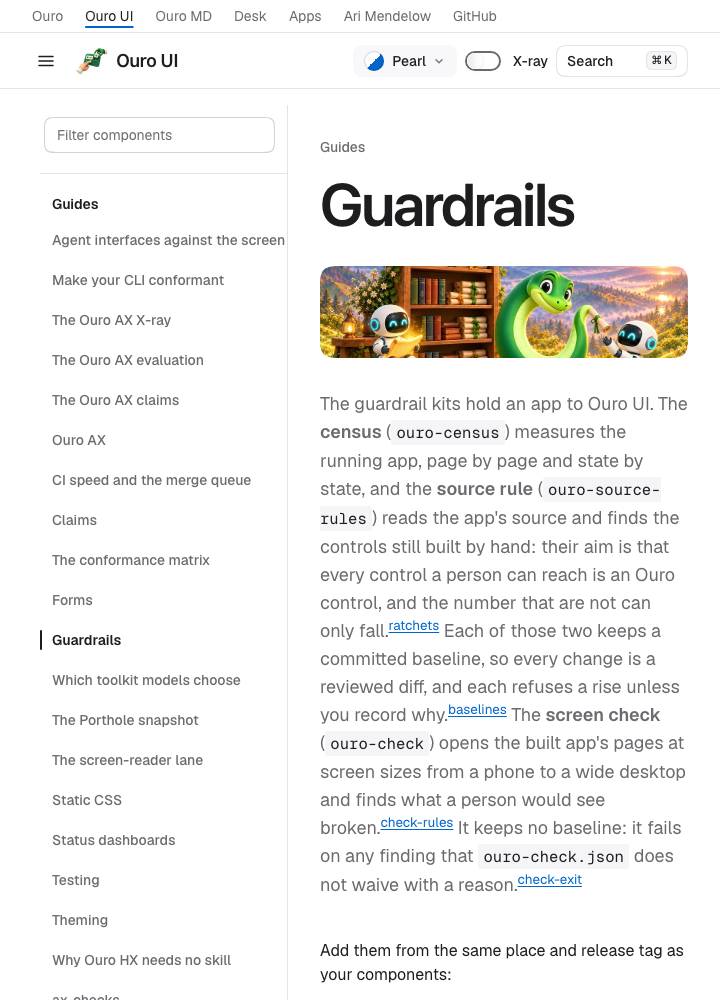 Ouro Ouro UI Ouro MD Desk Apps Ari Mendelow GitHub
Ouro UI Pearl X-ray Search ⌘ K
Filter components
Guides
Agent interfaces against the screen
Make your CLI conformant
The Ouro AX X-ray
The Ouro AX evaluation
The Ouro AX claims
Ouro AX
CI speed and the merge queue
Claims
The conformance matrix
Forms
Guardrails
Which toolkit models choose
The Porthole snapshot
The screen-reader lane
Static CSS
Status dashboards
Testing
Theming
Why Ouro HX needs no skill
ax-checks
Guides
Guardrails
The guardrail kits hold an app to Ouro UI. The
census ( ouro-census ) measures the
running app, page by page and state by
state, and the source rule ( ouro-source-
rules ) reads the app's source and finds the
controls still built by hand: their aim is that
every control a person can reach is an Ouro
control, and the number that are not can
only fall.ratchets Each of those two keeps a
committed baseline, so every change is a
reviewed diff, and each refuses a rise unless
you record why.baselines The screen check
( ouro-check ) opens the built app's pages at
screen sizes from a phone to a wide desktop
and finds what a person would see
broken.check-rules It keeps no baseline: it fails
on any finding that ouro-check.json does
not waive with a reason.check-exit
Add them from the same place and release tag as
your components: